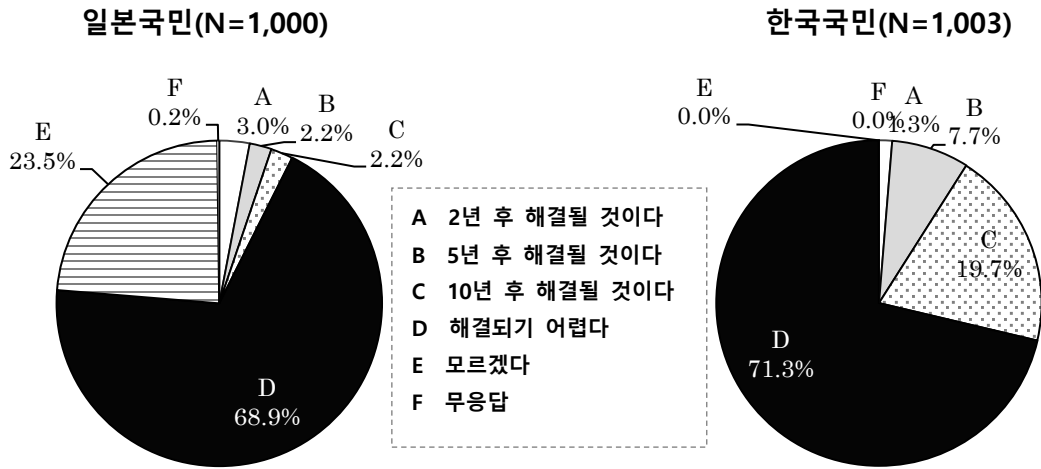 일본국민(N=1,000)
한국국민(N=1,003)
F
0.2%
A
3.0%
B
2.2%
C
2.2%
E
23.5%
D
68.9%
A 2년 후 해결될 것이다
B 5년 후 해결될 것이다
C 10년 후 해결될 것이다
D 해결되기 어렵다
E 모르겠다
F 무응답
E
0.0%
F
0.0%
A
1.3%
B
7.7%
C
19.7%
D
71.3%